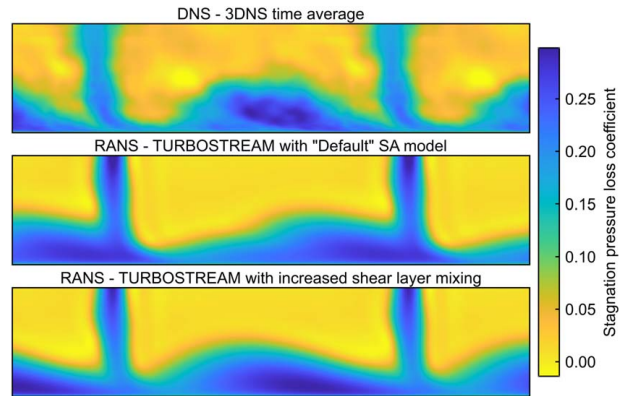 DNS - 3DNS time average
RANS - TURBOSTREAM with "Default" SA model
RANS - TURBOSTREAM with increased shear layer mixing
0.25
0.20
0.15
0.10
0.05
0.00
Stagnation pressure loss coefficient